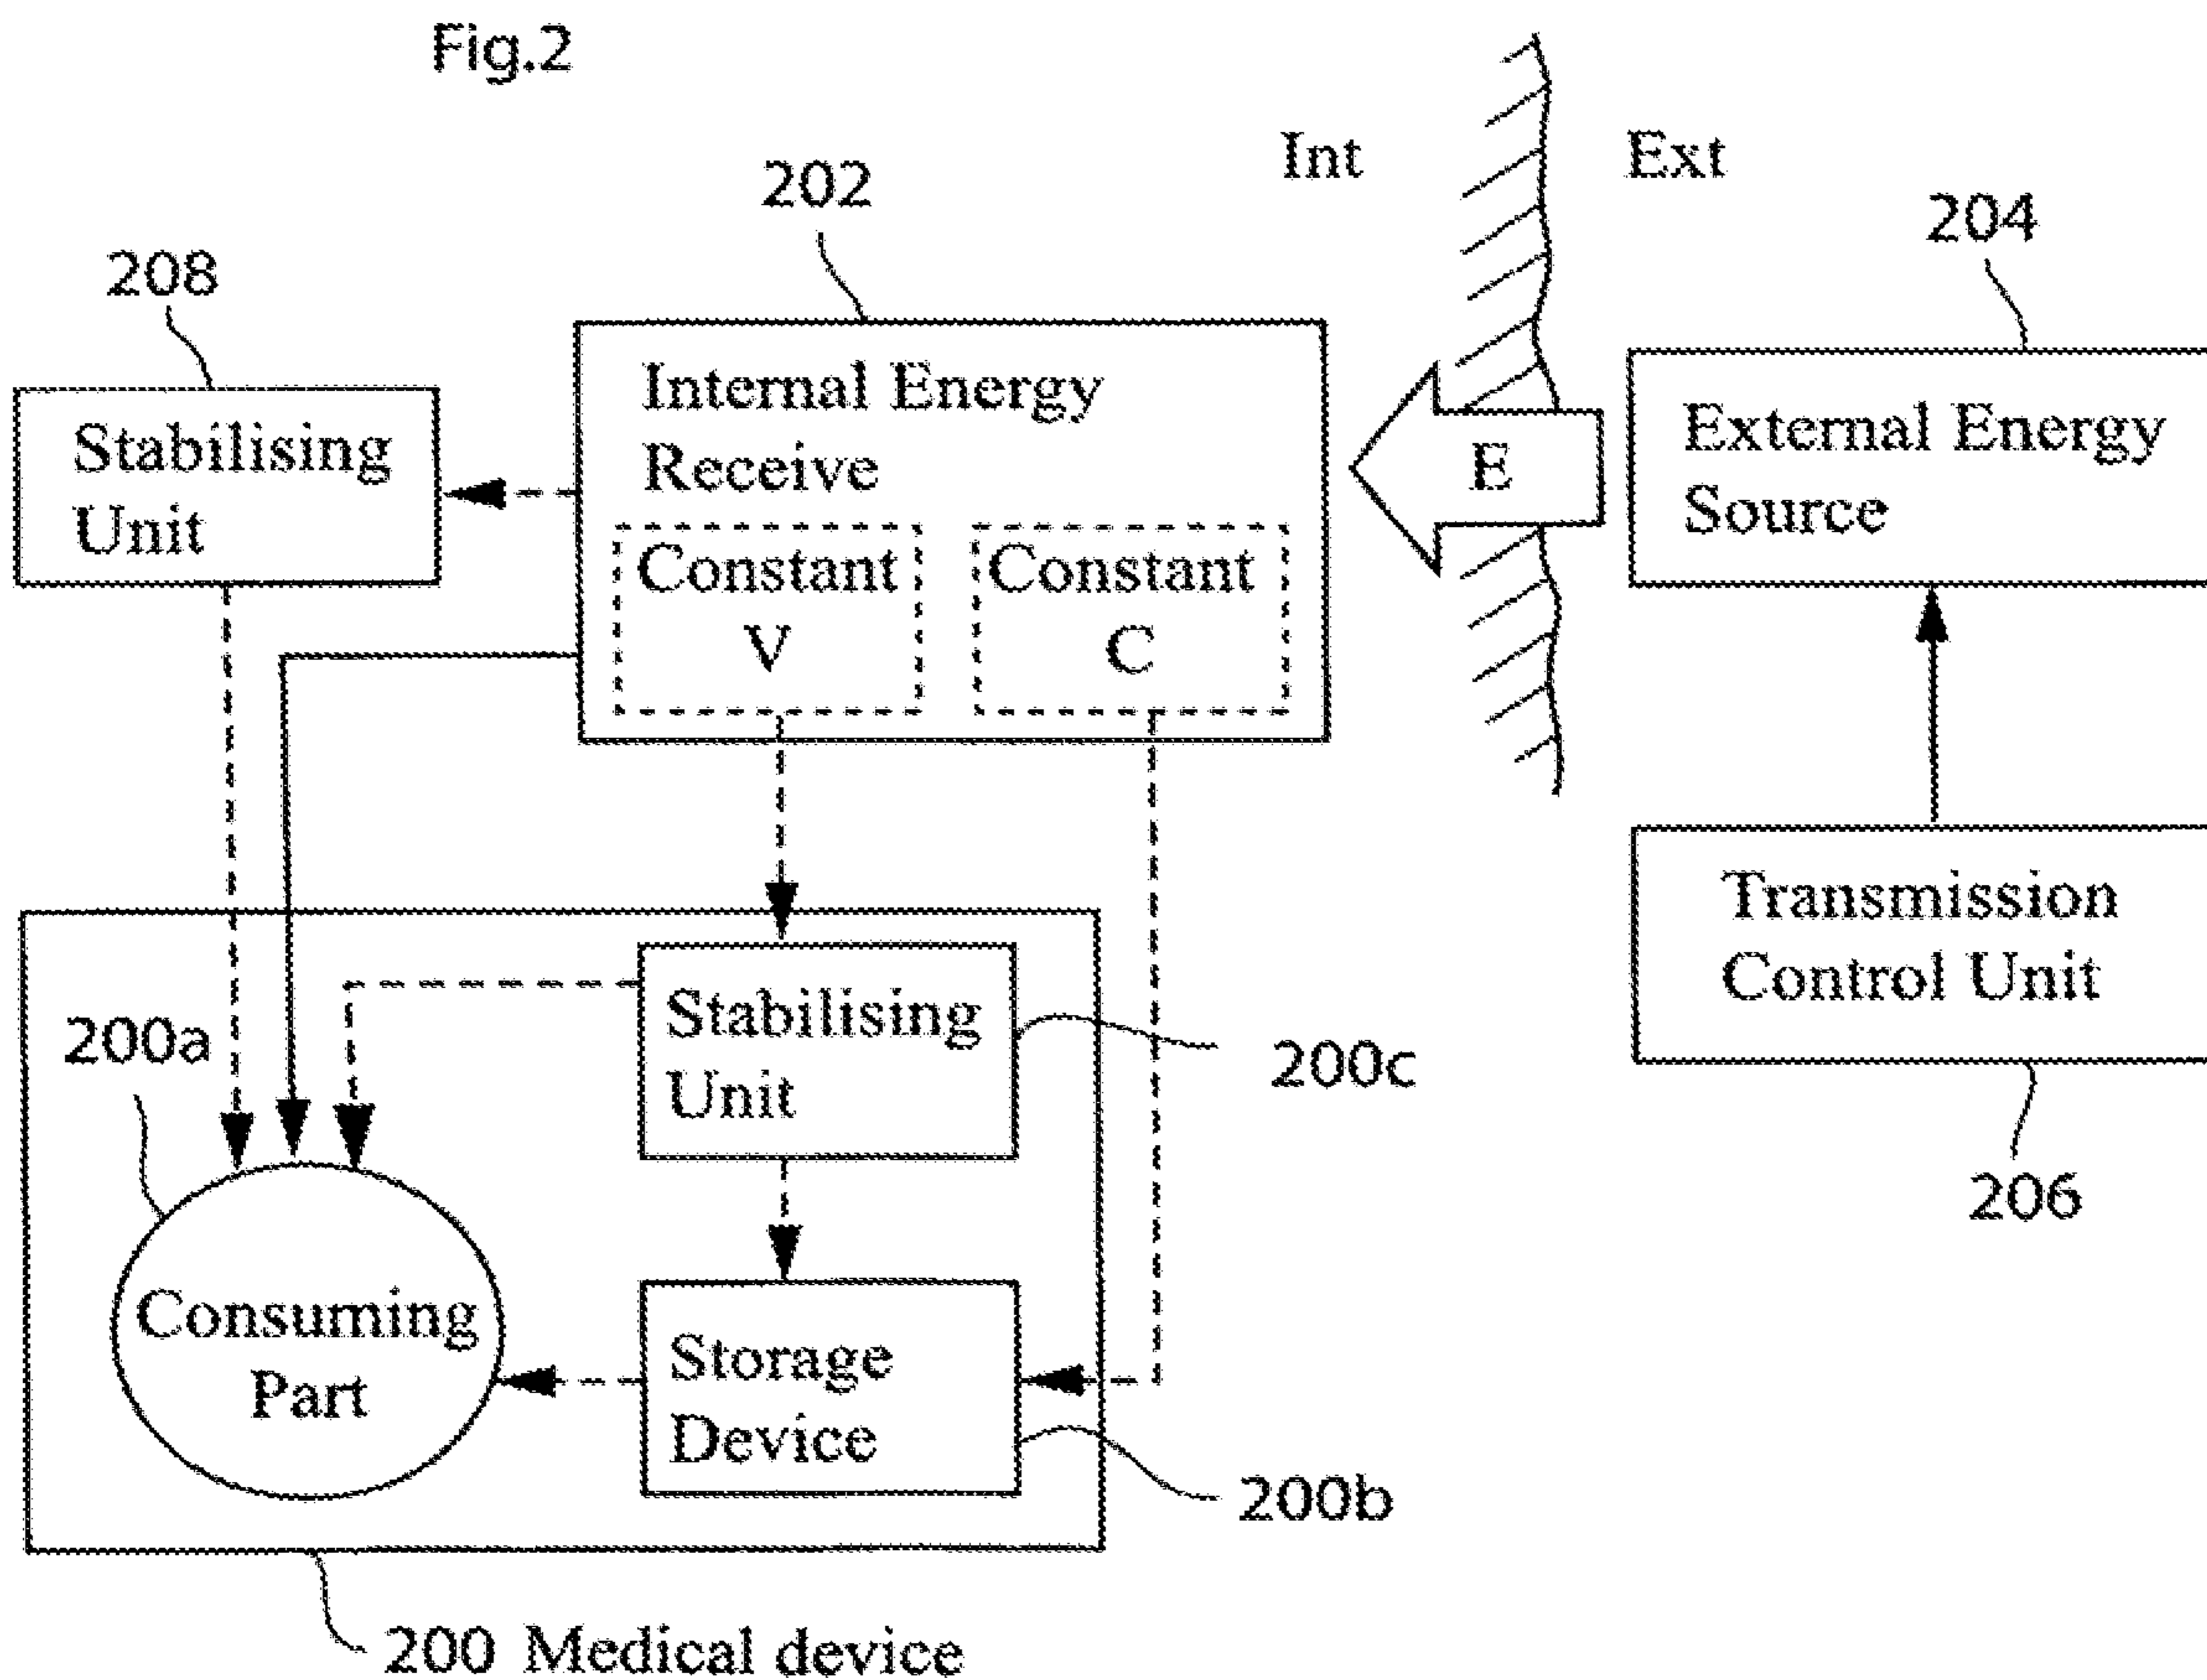 Fig.2
Int
Ext
202
204
208
Internal Energy
Receive
Stabilising
Unit
E
External Energy
Source
Constant
V
Constant
C
Transmission
Control Unit
200a
Stabilising
Unit
200c
206
Consuming
Part
Storage
Device
200b
200 Medical device